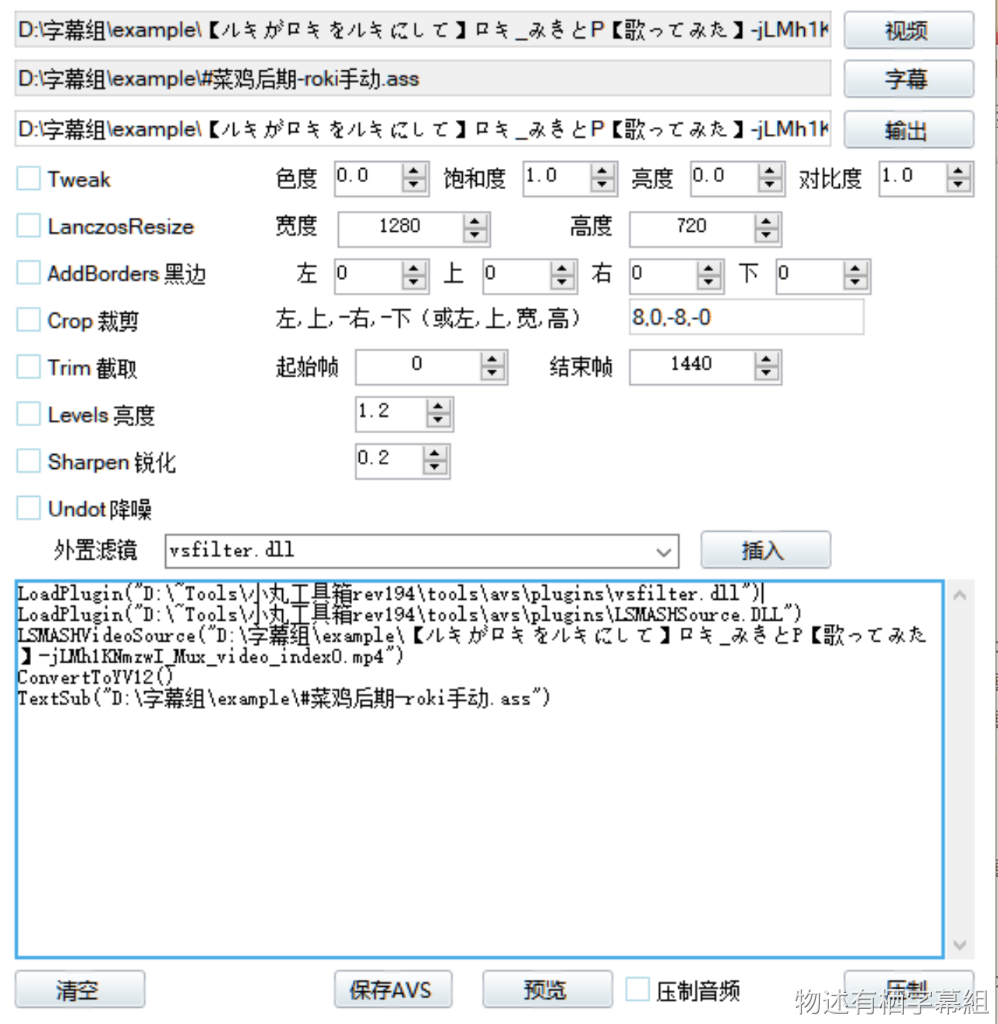 D:\字幕组\example\【ルキがロキをルキにして】ロキ_みきとP【歌ってみた】-jLMh1K 视频
D:\字幕组\example\#菜鸡后期-roki手动.ass 字幕
D:\字幕组\example\【ルキがロキをルキにして】ロキ_みきとP【歌ってみた】-jLMh1K 输出
Tweak 色度 0.0 饱和度 1.0 亮度 0.0 对比度 1.0
LanczosResize 宽度 1280 高度 720
AddBorders 黑边 左 0 上 0 右 0 下 0
Crop 裁剪 左,上,-右,-下（或左,上,宽,高） 8,0,-8,-0
Trim 截取 起始帧 0 结束帧 1440
Levels 亮度 1.2
Sharpen 锐化 0.2
Undot 降噪
外置滤镜 vsfilter.dll 插入
LoadPlugin("D:\~Tools\小丸工具箱rev194\tools\avs\plugins\vsfilter.dll")
LoadPlugin("D:\~Tools\小丸工具箱rev194\tools\avs\plugins\LSMASHSource.DLL")
LSMASHVideoSource("D:\字幕组\example\【ルキがロキをルキにして】ロキ_みきとP【歌ってみた
】-jLMh1KNmzwI_Mux_video_index0.mp4")
ConvertToYV12()
TextSub("D:\字幕组\example\#菜鸡后期-roki手动.ass")
清空 保存AVS 预览 压制音频 压制
物述有栖字幕組